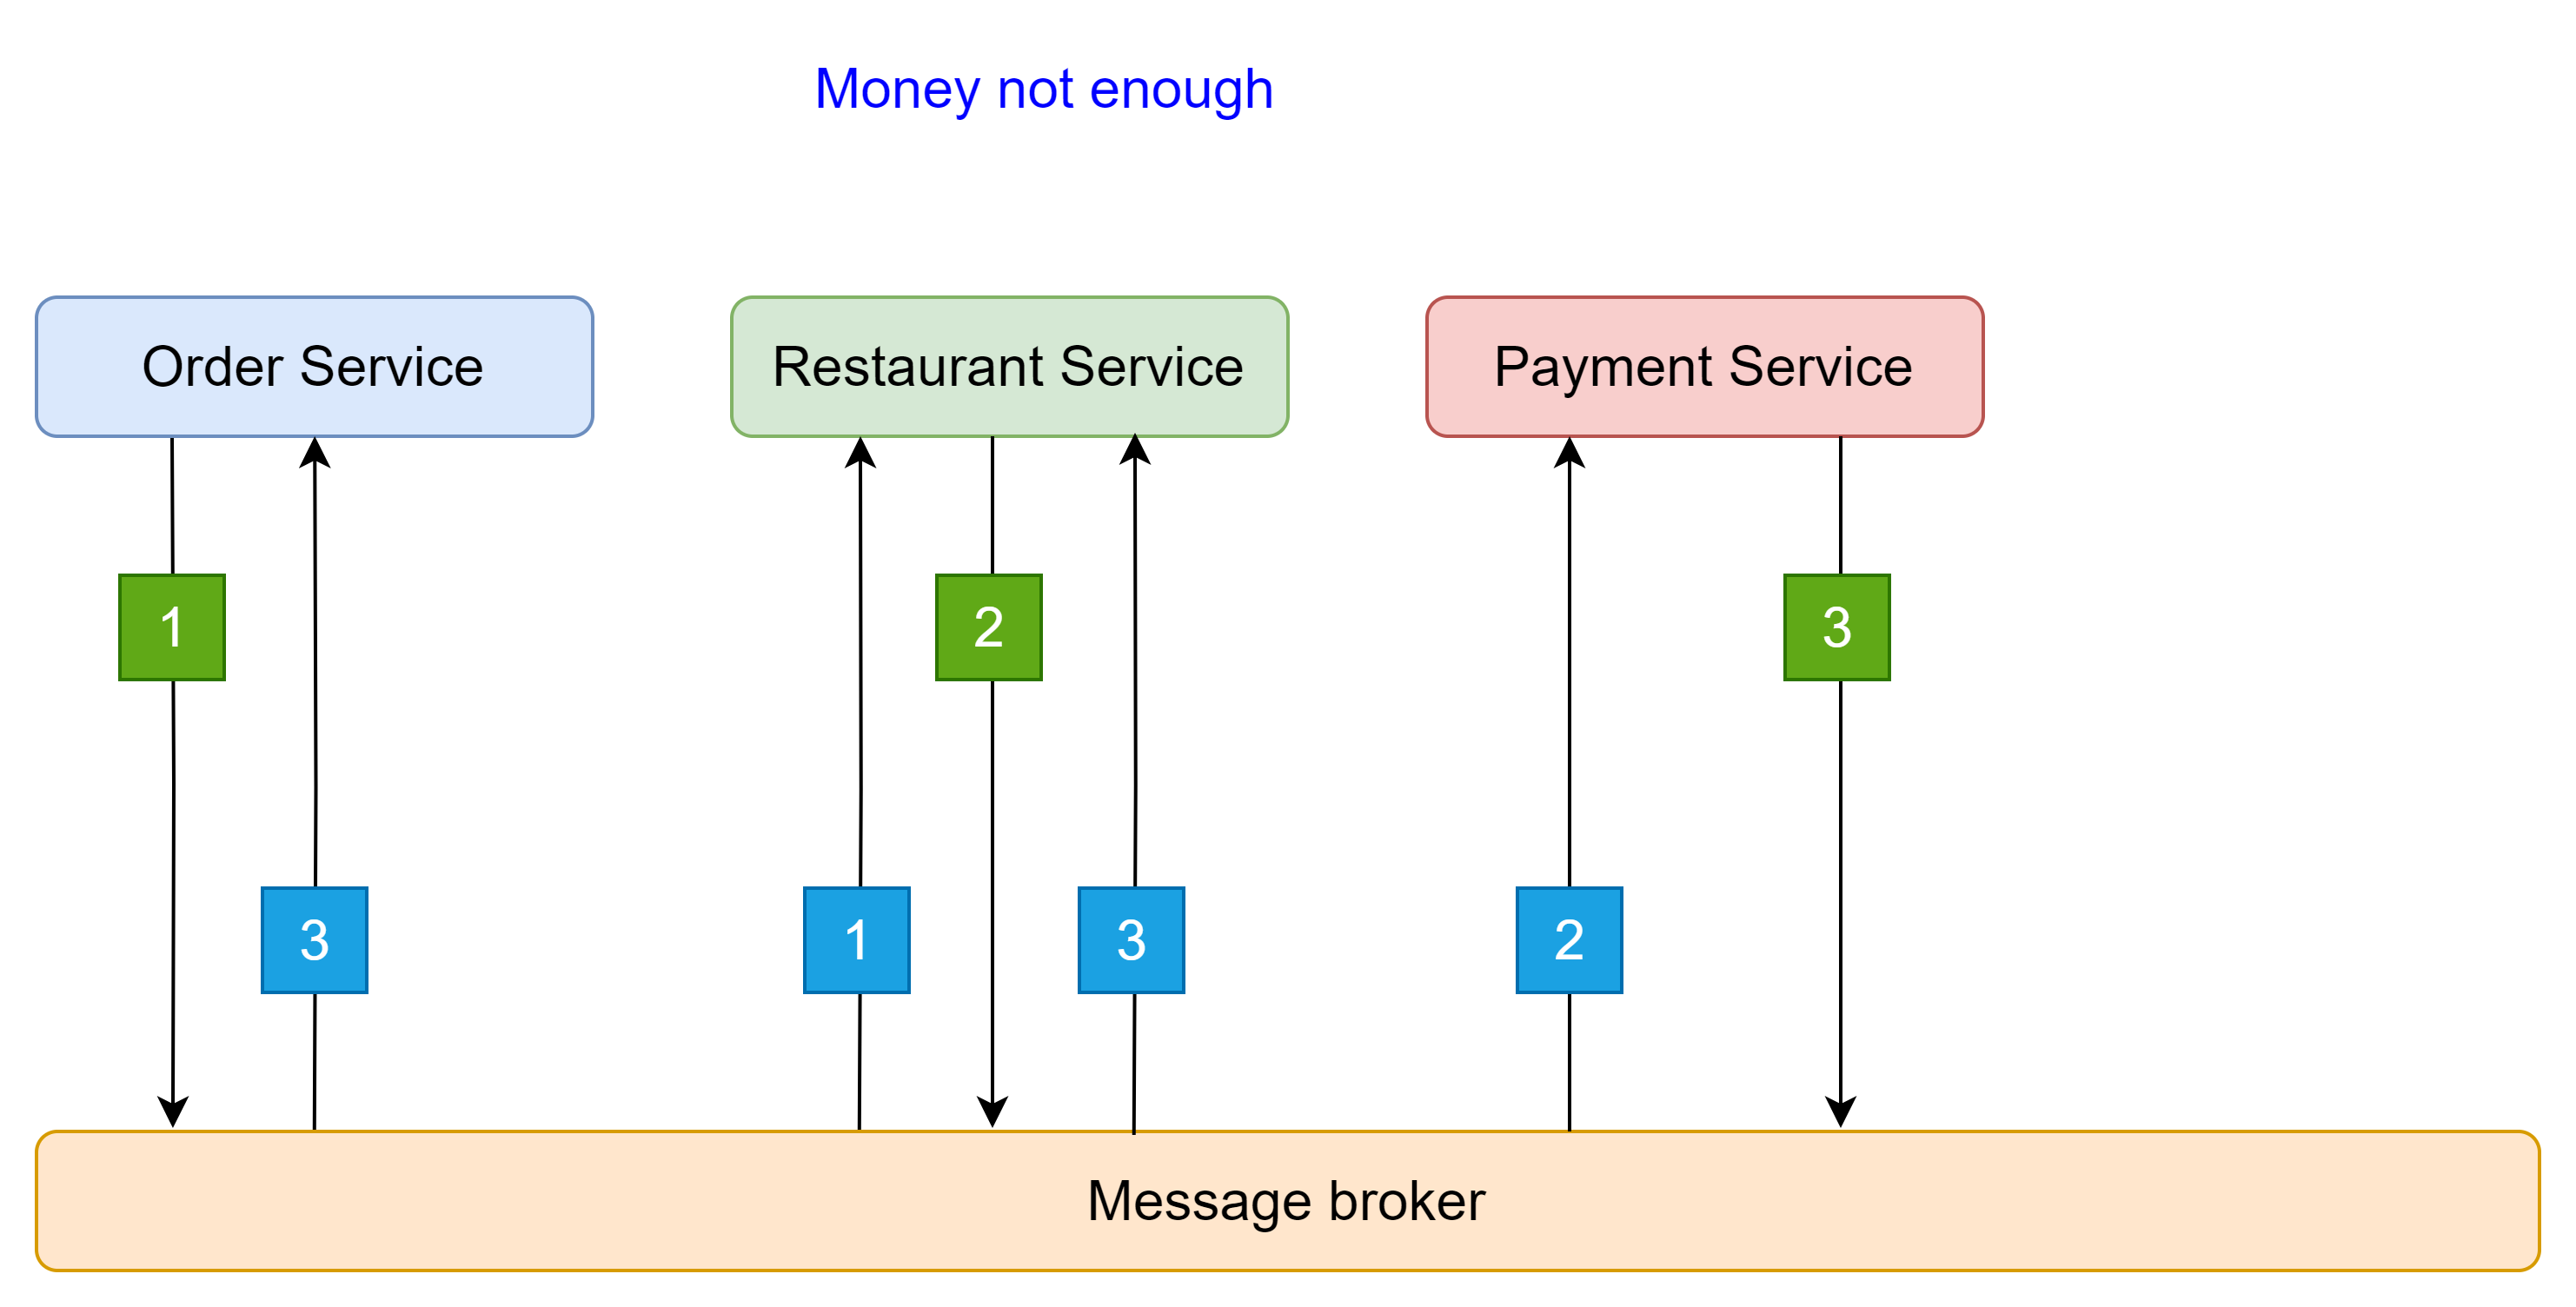 Money not enough
Order Service
Restaurant Service
Payment Service
1
2
3
3
1
3
2
Message broker